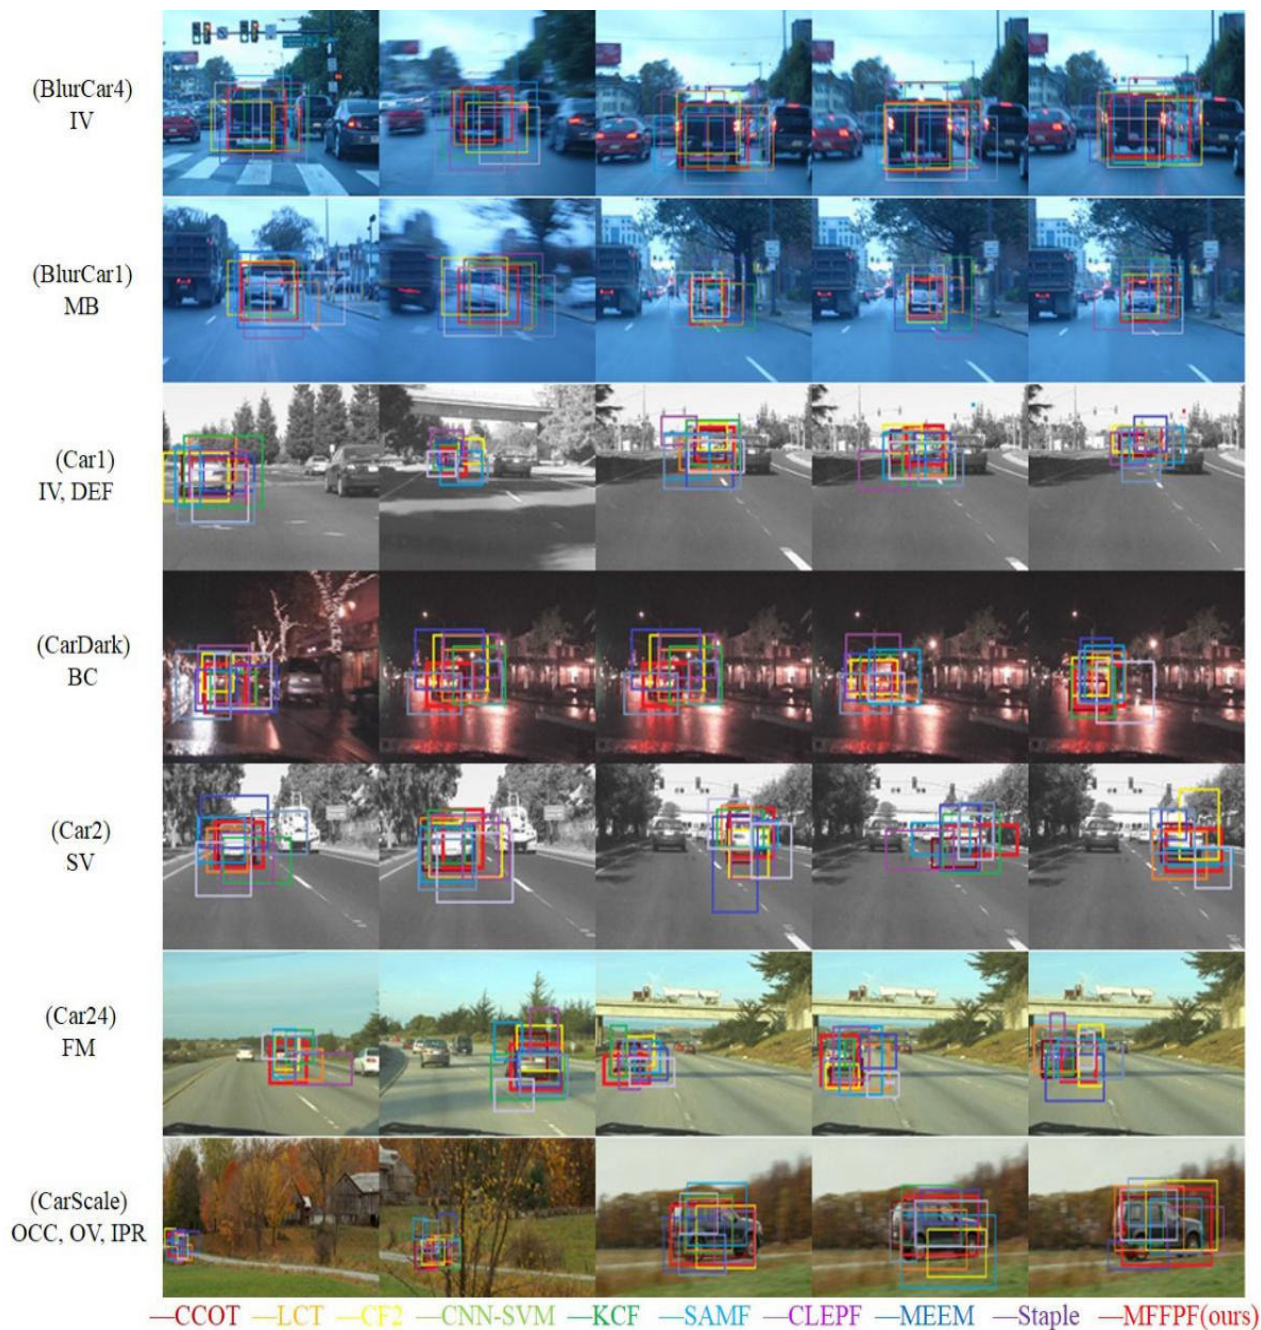 (BlurCar4)
IV
(BlurCar1)
MB
(Car1)
IV, DEF
(CarDark)
BC
(Car2)
SV
(Car24)
FM
(CarScale)
OCC, OV, IPR
—CCOT —LCT —CF2 —CNN-SVM —KCF —SAMF —CLEPF —MEEM —Staple —MFFPF(ours)